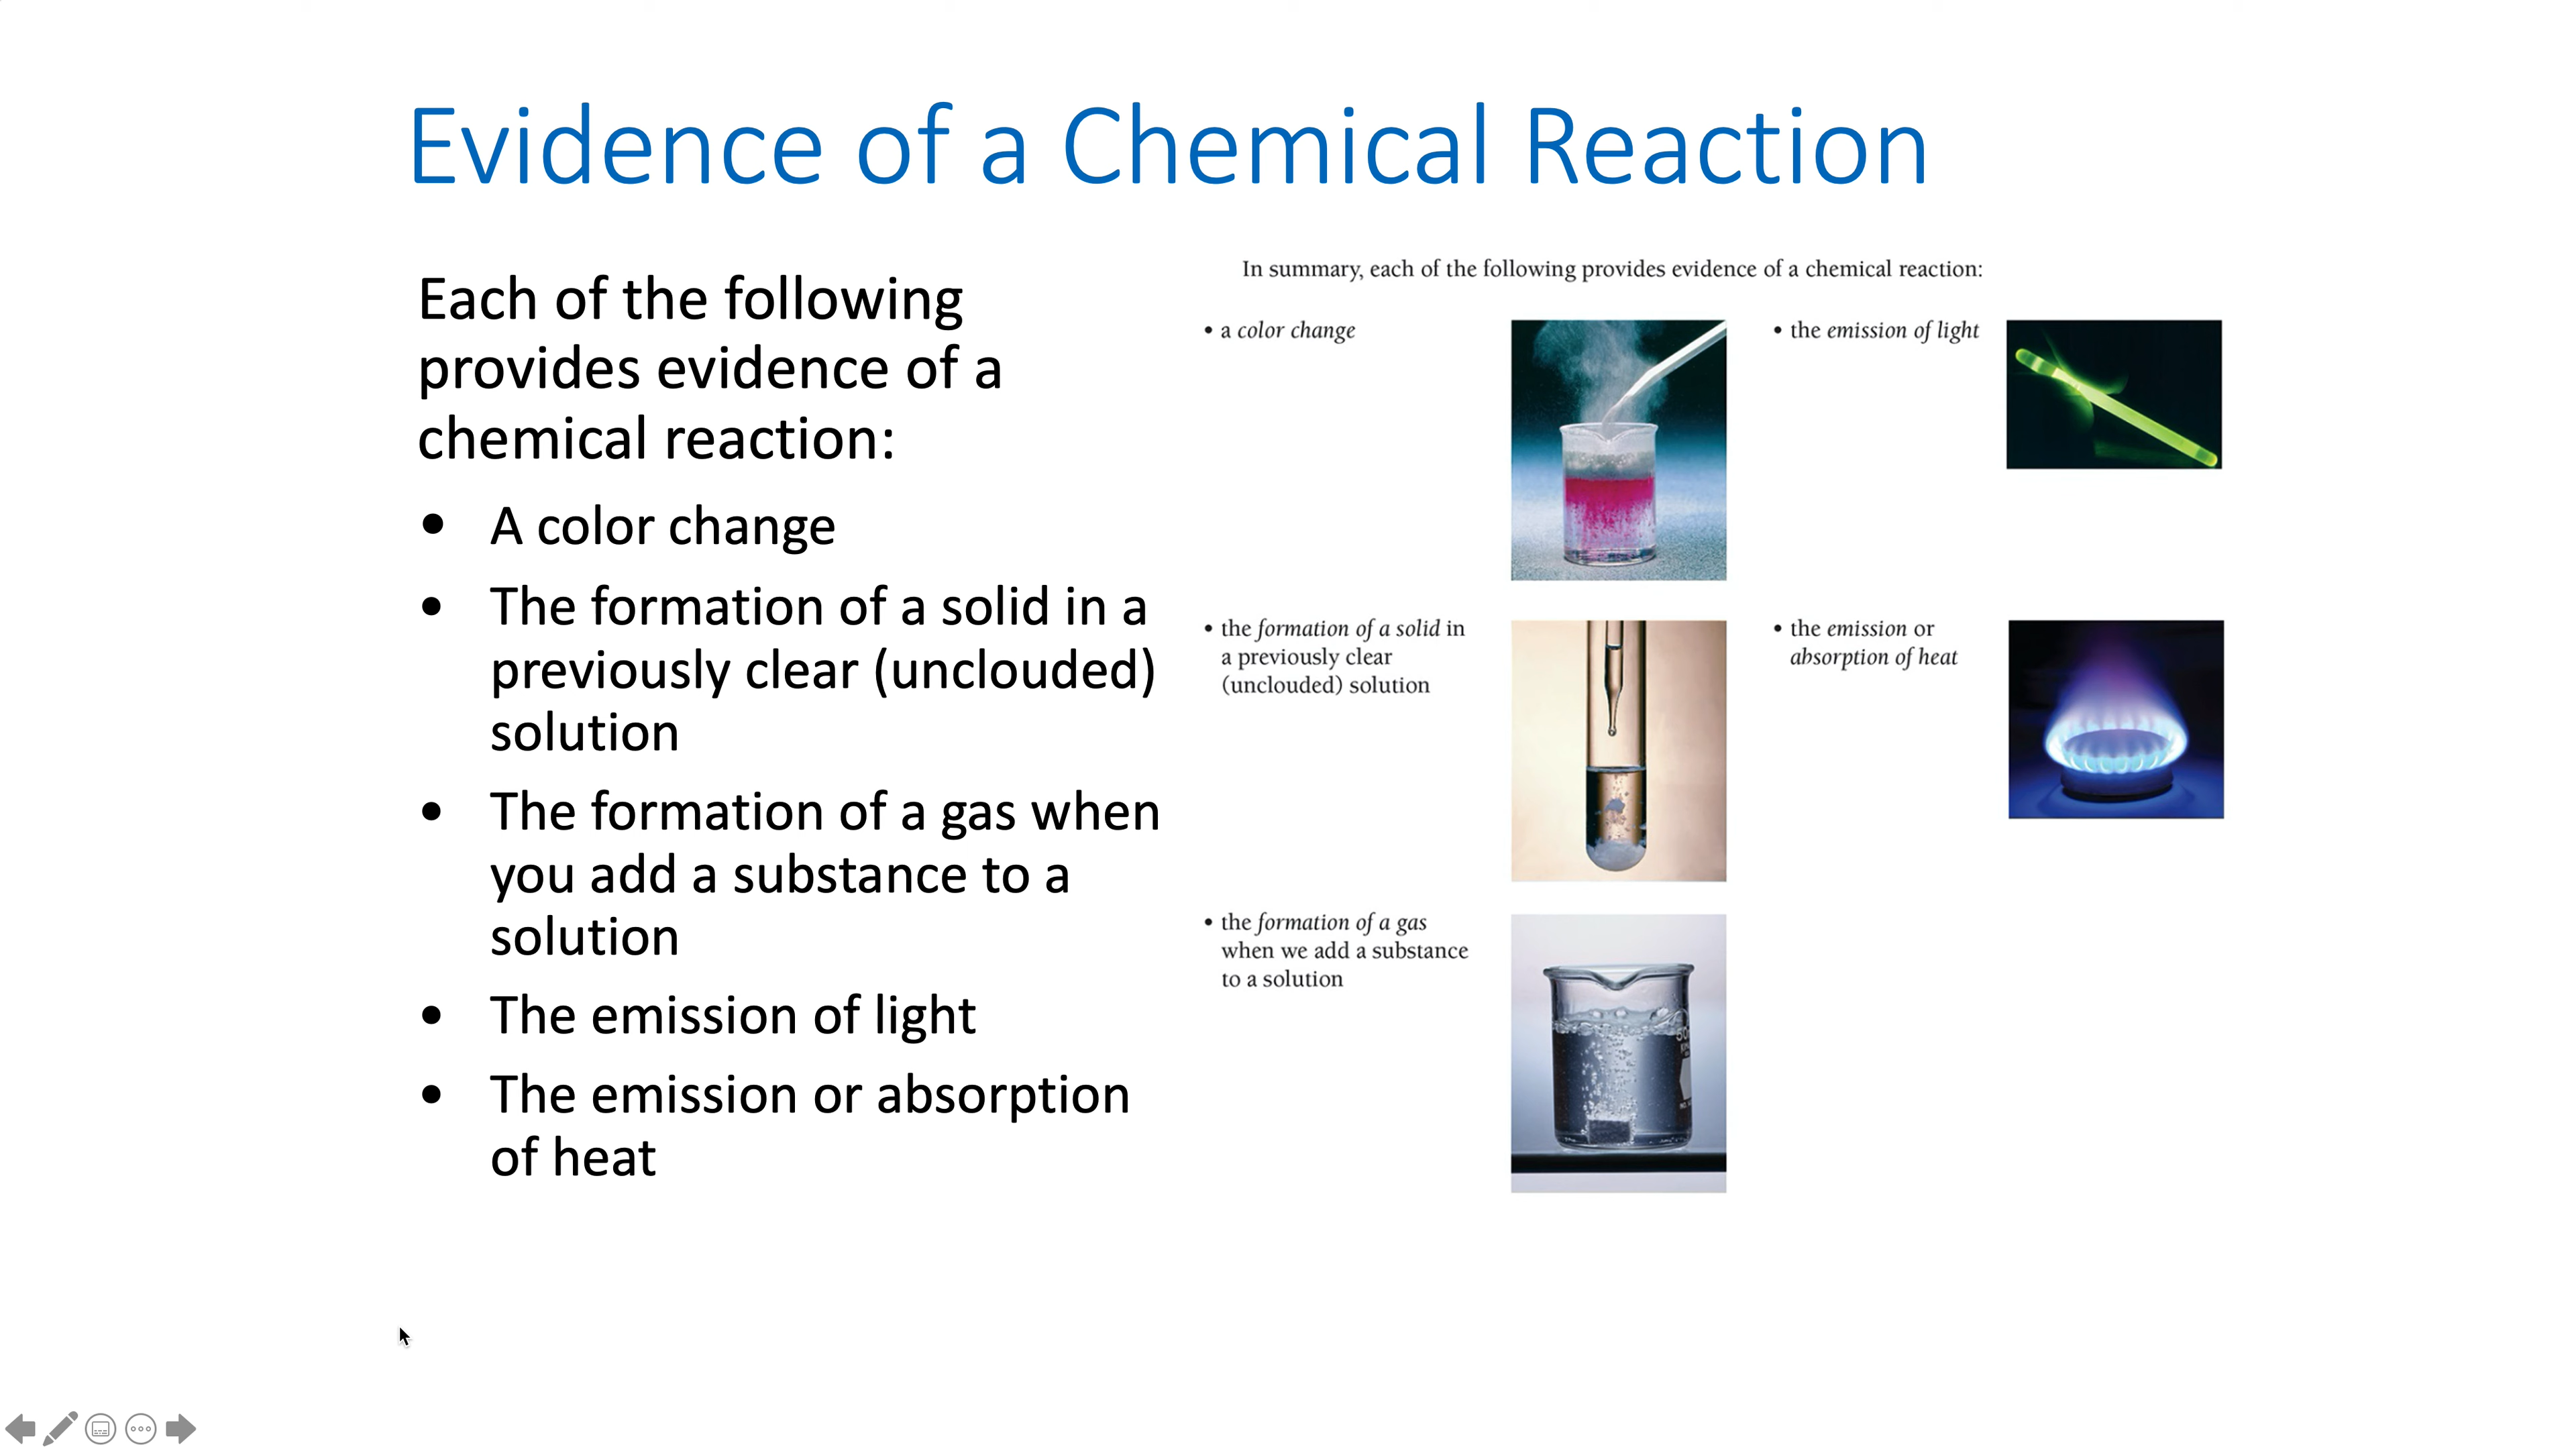 Evidence of a Chemical Reaction
Each of the following
provides evidence of a
chemical reaction:
• A color change
• The formation of a solid in a
previously clear (unclouded)
solution
• The formation of a gas when
you add a substance to a
solution
• The emission of light
• The emission or absorption
of heat
In summary, each of the following provides evidence of a chemical reaction:
• a color change
• the formation of a solid in
a previously clear
(unclouded) solution
• the formation of a gas
when we add a substance
to a solution
• the emission of light
• the emission or
absorption of heat